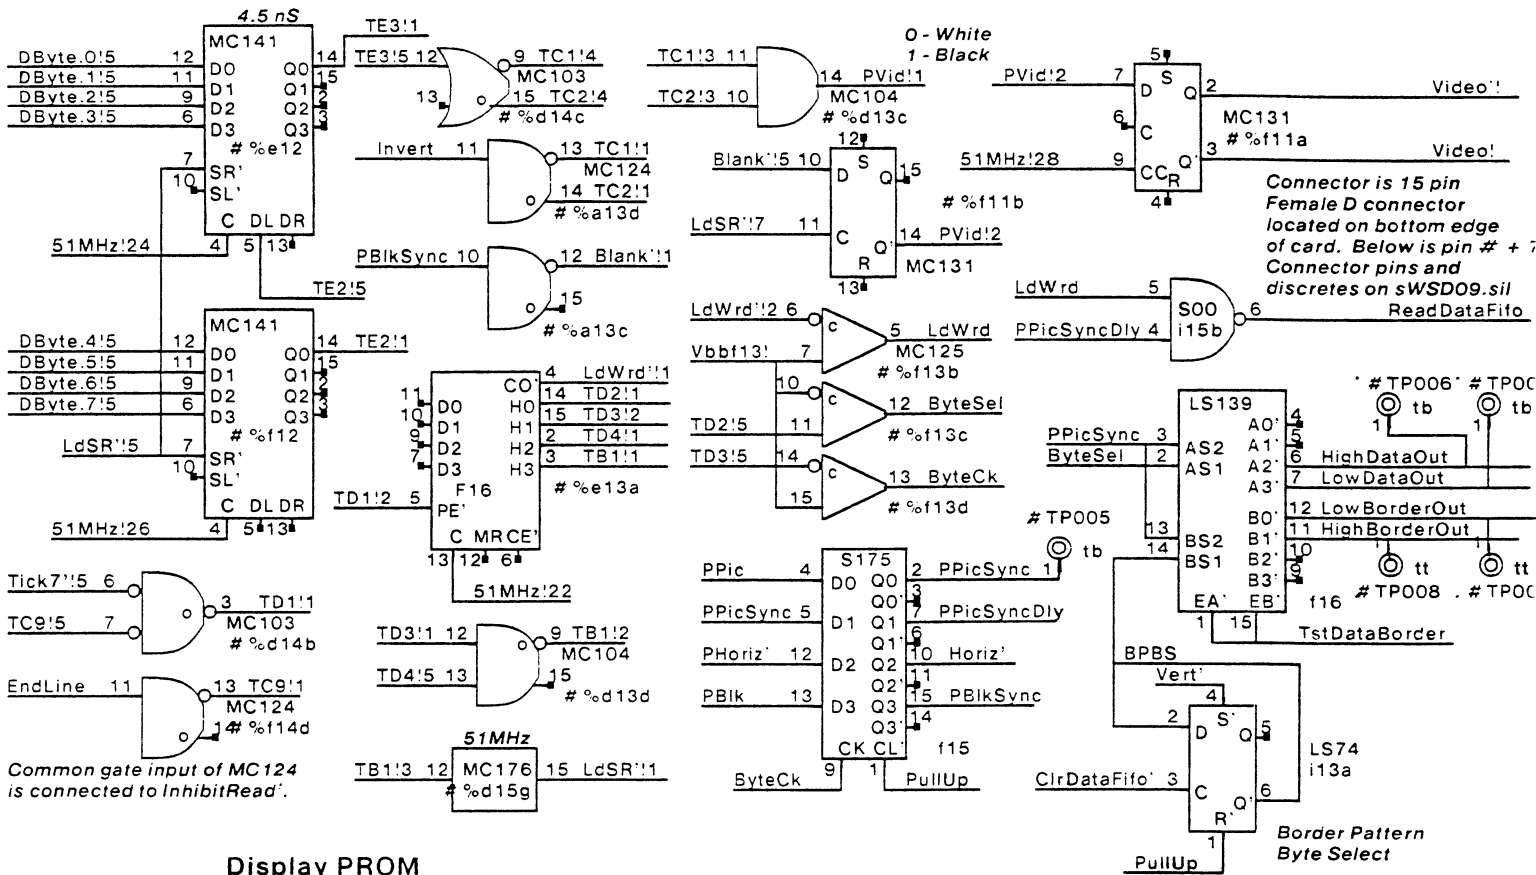 4.5 nS
MC141
DByte.0!5 12 D0 Q0 14 TE3!1
DByte.1!5 11 D1 Q1 15
DByte.2!5 9 D2 Q2 2
DByte.3!5 6 D3 Q3 3
# %e12
7 SR'
10 SL'
C DL DR
51MHz!24 4 5 13
TE2!5
MC141
DByte.4!5 12 D0 Q0 14 TE2!1
DByte.5!5 11 D1 Q1 15
DByte.6!5 9 D2 Q2 2
DByte.7!5 6 D3 Q3 3
# %f12
LdSR'!5 7 SR'
10 SL'
C DL DR
51MHz!26 4 5 13
Tick7'!5 6
3 TD1!1
MC103
TC9!5 7
# %d14b
EndLine 11
13 TC9!1
MC124
14 # %f14d
Common gate input of MC124
is connected to InhibitRead'.
TE3!5 12
9 TC1!4
MC103
13
15 TC2!4
# %d14c
Invert 11
13 TC1!1
MC124
14 TC2!1
# %a13d
PBlkSync 10
12 Blank'!1
15
# %a13c
4 LdWrd'!1
CO'
11 D0 H0 14 TD2!1
10 D1 H1 15 TD3!2
9 D2 H2 2 TD4!1
7 D3 H3 3 TB1!1
F16
# %e13a
TD1!2 5 PE'
C MR CE'
13 12 6
51MHz!22
TD3!1 12
9 TB1!2
MC104
TD4!5 13
15
# %d13d
51MHz
TB1!3 12 MC176 15 LdSR'!1
# %d15g
TC1!3 11
14 PVid!1
MC104
TC2!3 10
# %d13c
0 - White
1 - Black
12
Blank'!5 10 D S Q 15
# %f11b
LdSR'!7 11 C
Q' 14 PVid!2
R
MC131
13
LdWrd'!2 6
c
5 LdWrd
MC125
Vbbf13! 7
# %f13b
10
c
12 ByteSel
TD2!5 11
# %f13c
TD3!5 14
c
13 ByteCk
15
# %f13d
S175
PPic 4 D0 Q0 2 PPicSync 1
Q0' 3
PPicSync 5 D1 Q1 7 PPicSyncDly
Q1' 6
PHoriz' 12 D2 Q2 10 Horiz'
Q2' 11
PBlk 13 D3 Q3 15 PBlkSync
Q3' 14
CK CL'
f15
ByteCk 9 1 PullUp
# TP005
tb
5
PVid!2 7 D S Q 2 Video'!
MC131
6 C
# %f11a
51MHz!28 9 CC
Q' 3 Video!
R
4
Connector is 15 pin
Female D connector
located on bottom edge
of card. Below is pin # + 7
Connector pins and
discretes on sWSD09.sil
LdWrd 5
S00
i15b
6 ReadDataFifo
PPicSyncDly 4
LS139
# TP006' # TP00
tb tb
1 1
A0' 4
PPicSync 3 AS2 A1' 5
ByteSel 2 AS1 A2' 6 HighDataOut
A3' 7 LowDataOut
B0' 12 LowBorderOut
13 BS2 B1' 11 HighBorderOut
14 BS1 B2' 10
B3' 9
1 1
tt tt
# TP008 . # TP00
EA' EB'
f16
1 15
TstDataBorder
BPBS
Vert'
4
2 D S' Q 5
LS74
i13a
ClrDataFifo' 3 C
Q' 6
R'
1
PullUp
Border Pattern
Byte Select
Display PROM